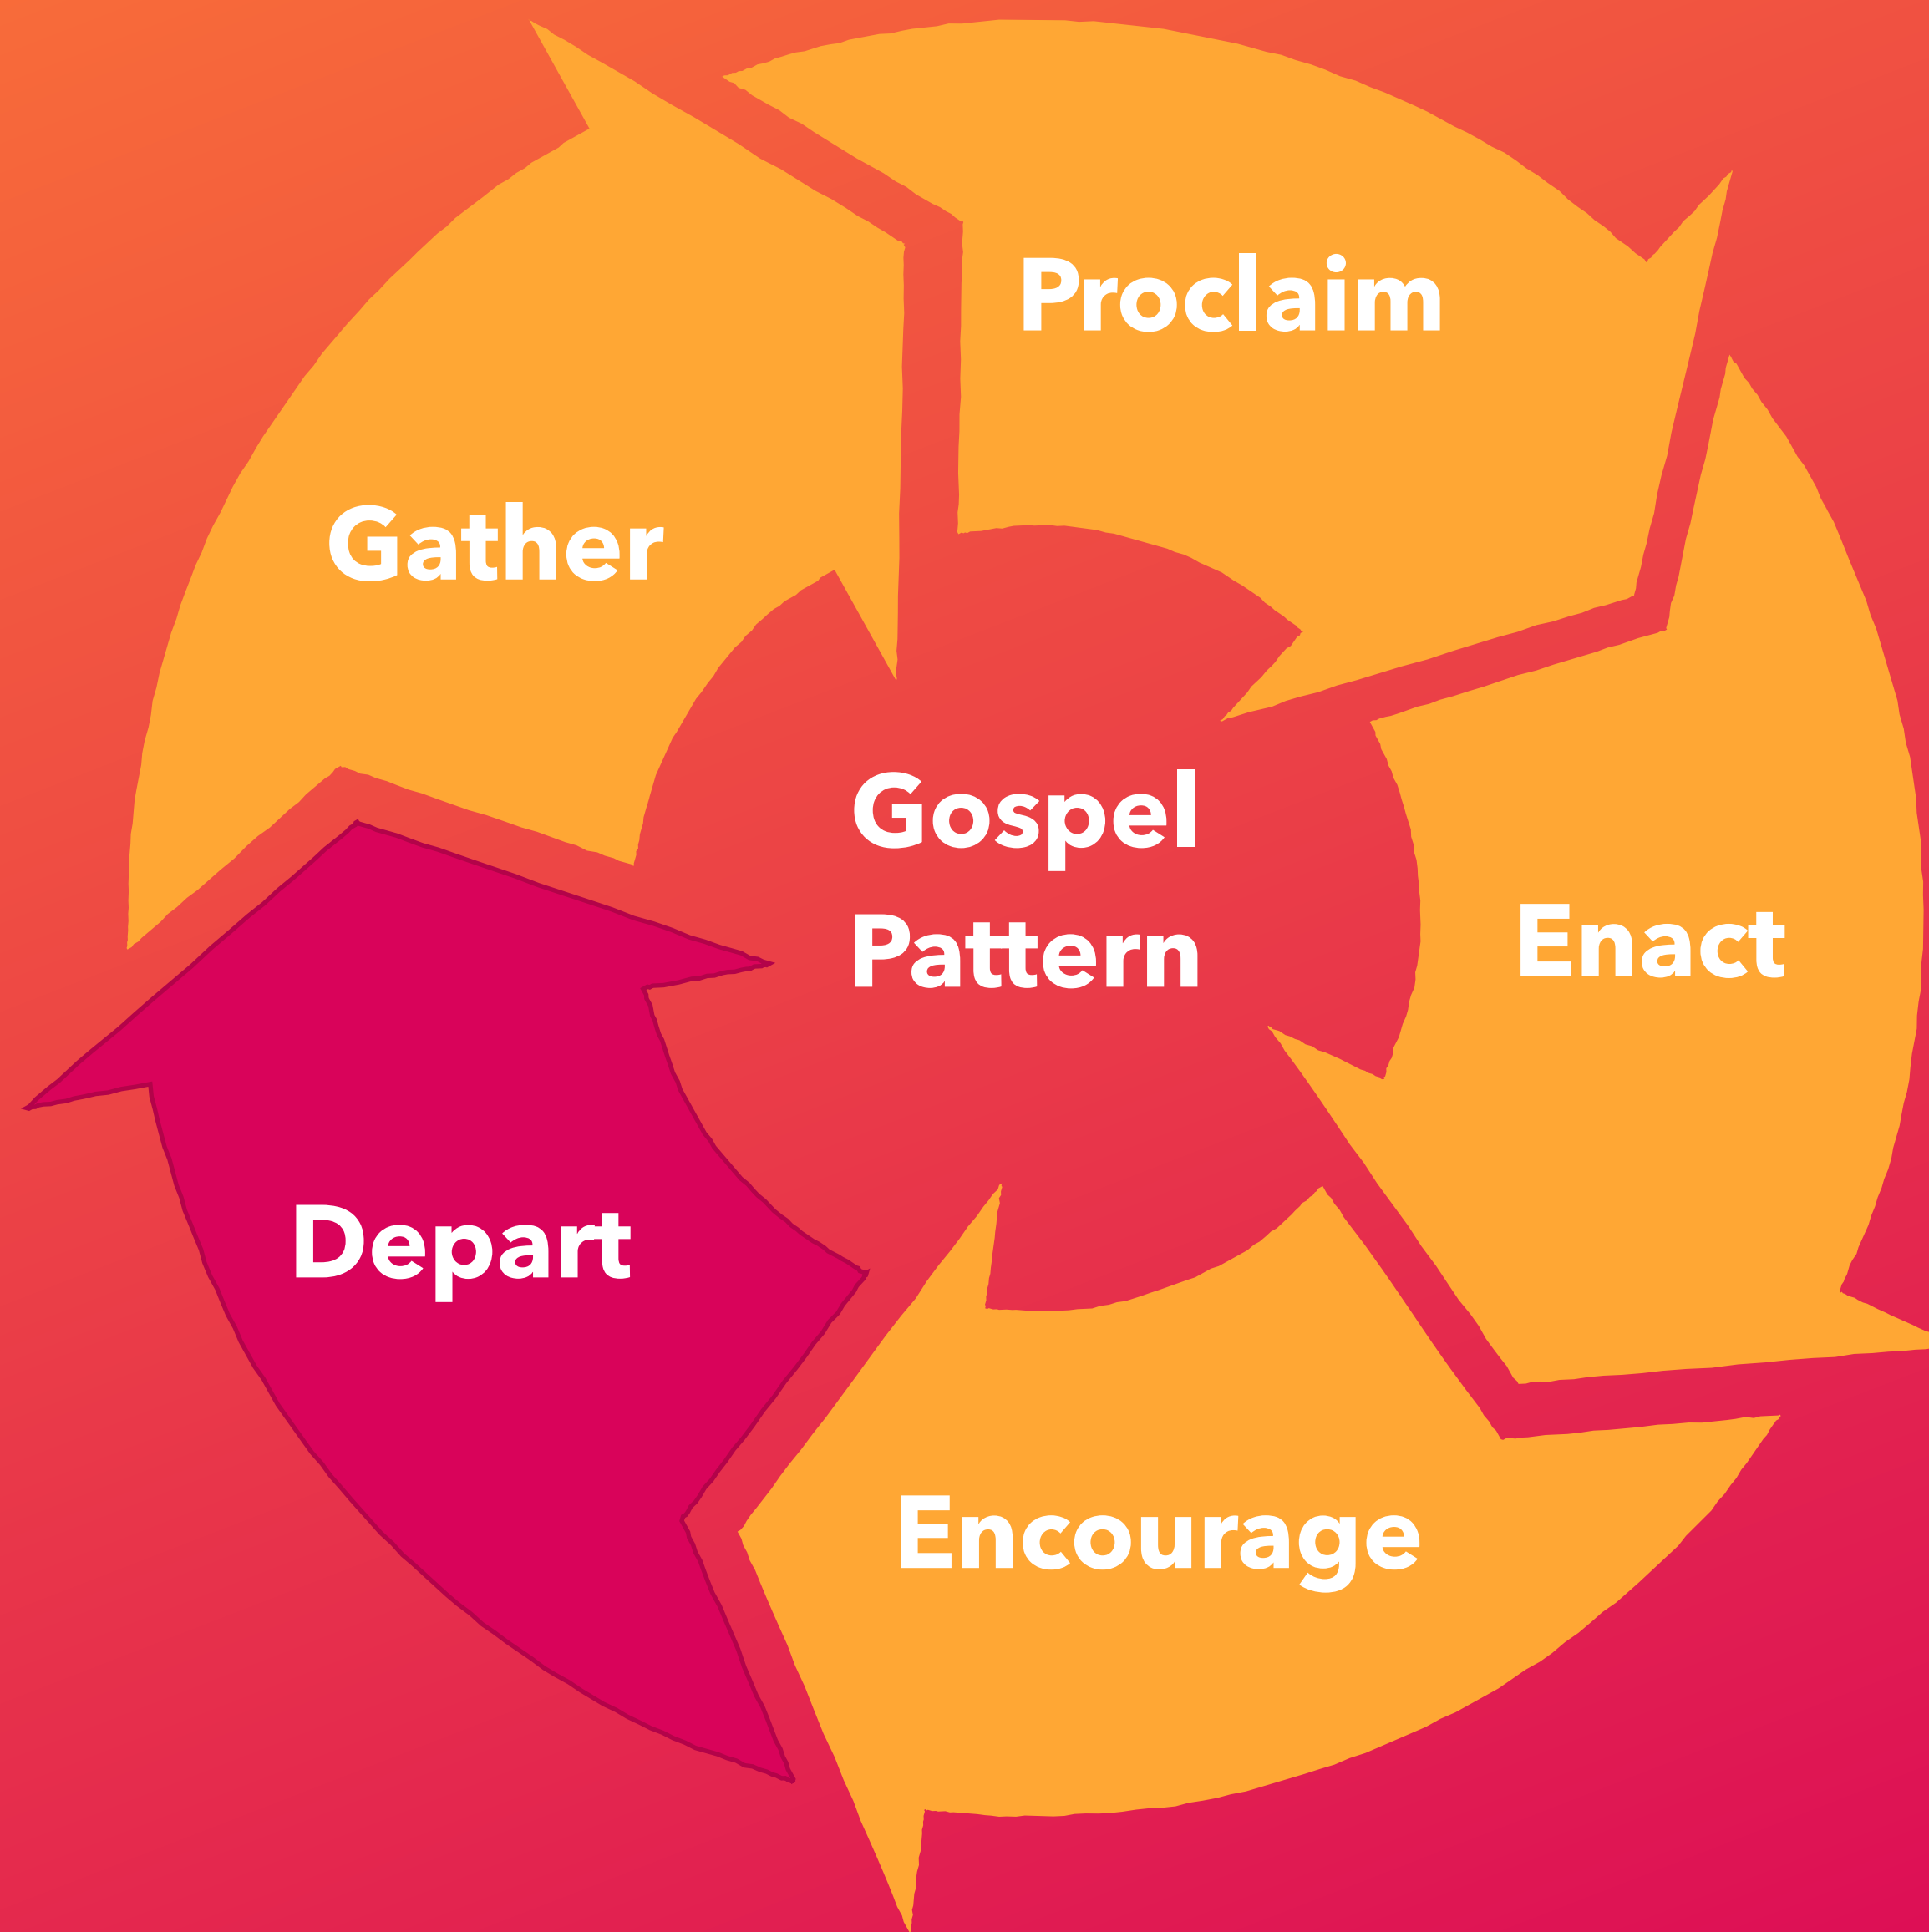 Proclaim
Gather
Gospel
Pattern
Enact
Depart
Encourage